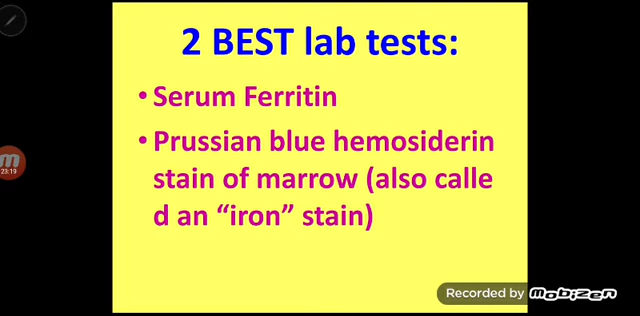 2 BEST lab tests:
• Serum Ferritin
• Prussian blue hemosiderin
stain of marrow (also calle
d an “iron” stain)
m
23:19
Recorded by mobizen